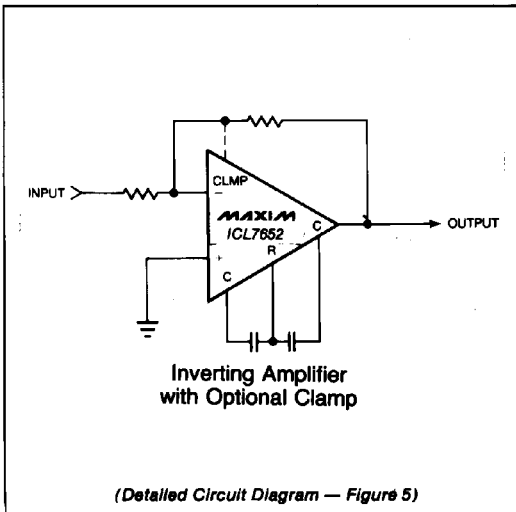 CLMP
INPUT
−
MAXIM
ICL7652
C
OUTPUT
+
R
C
Inverting Amplifier
with Optional Clamp
(Detailed Circuit Diagram — Figure 5)